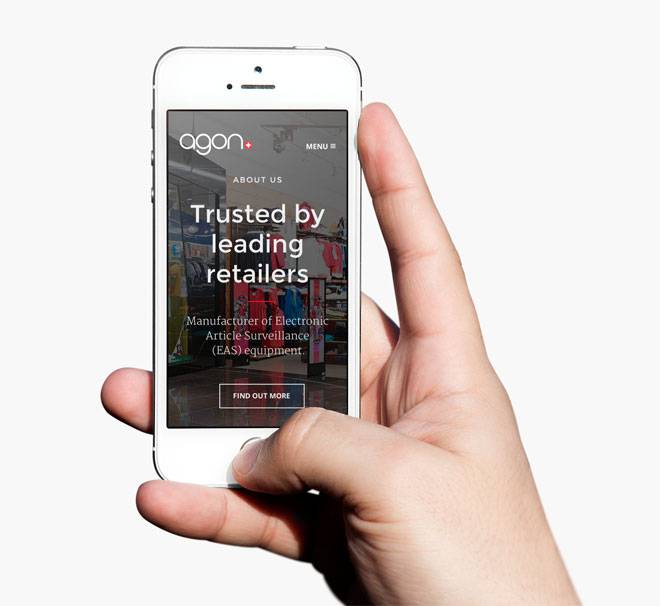 agon
MENU ≡
ABOUT US
Trusted by
leading
retailers
Manufacturer of Electronic
Article Surveillance
(EAS) equipment.
FIND OUT MORE